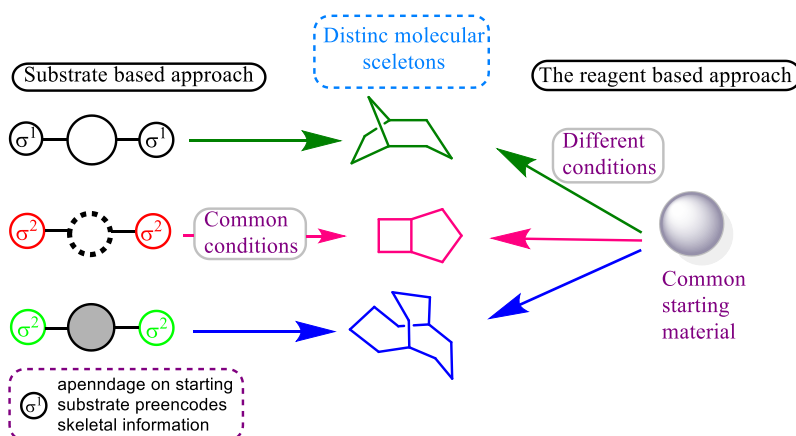 Distinc molecular
sceletons
Substrate based approach
The reagent based approach
σ1 σ1
Different
conditions
σ2 σ2
Common
conditions
Common
starting
material
σ2 σ2
σ1
apenndage on starting
substrate preencodes
skeletal information